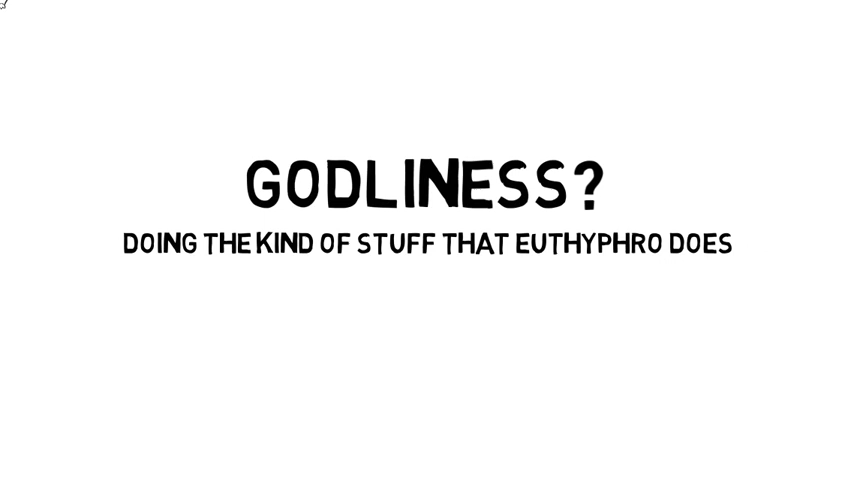 GODLINESS?
DOING THE KIND OF STUFF THAT EUTHYPHRO DOES